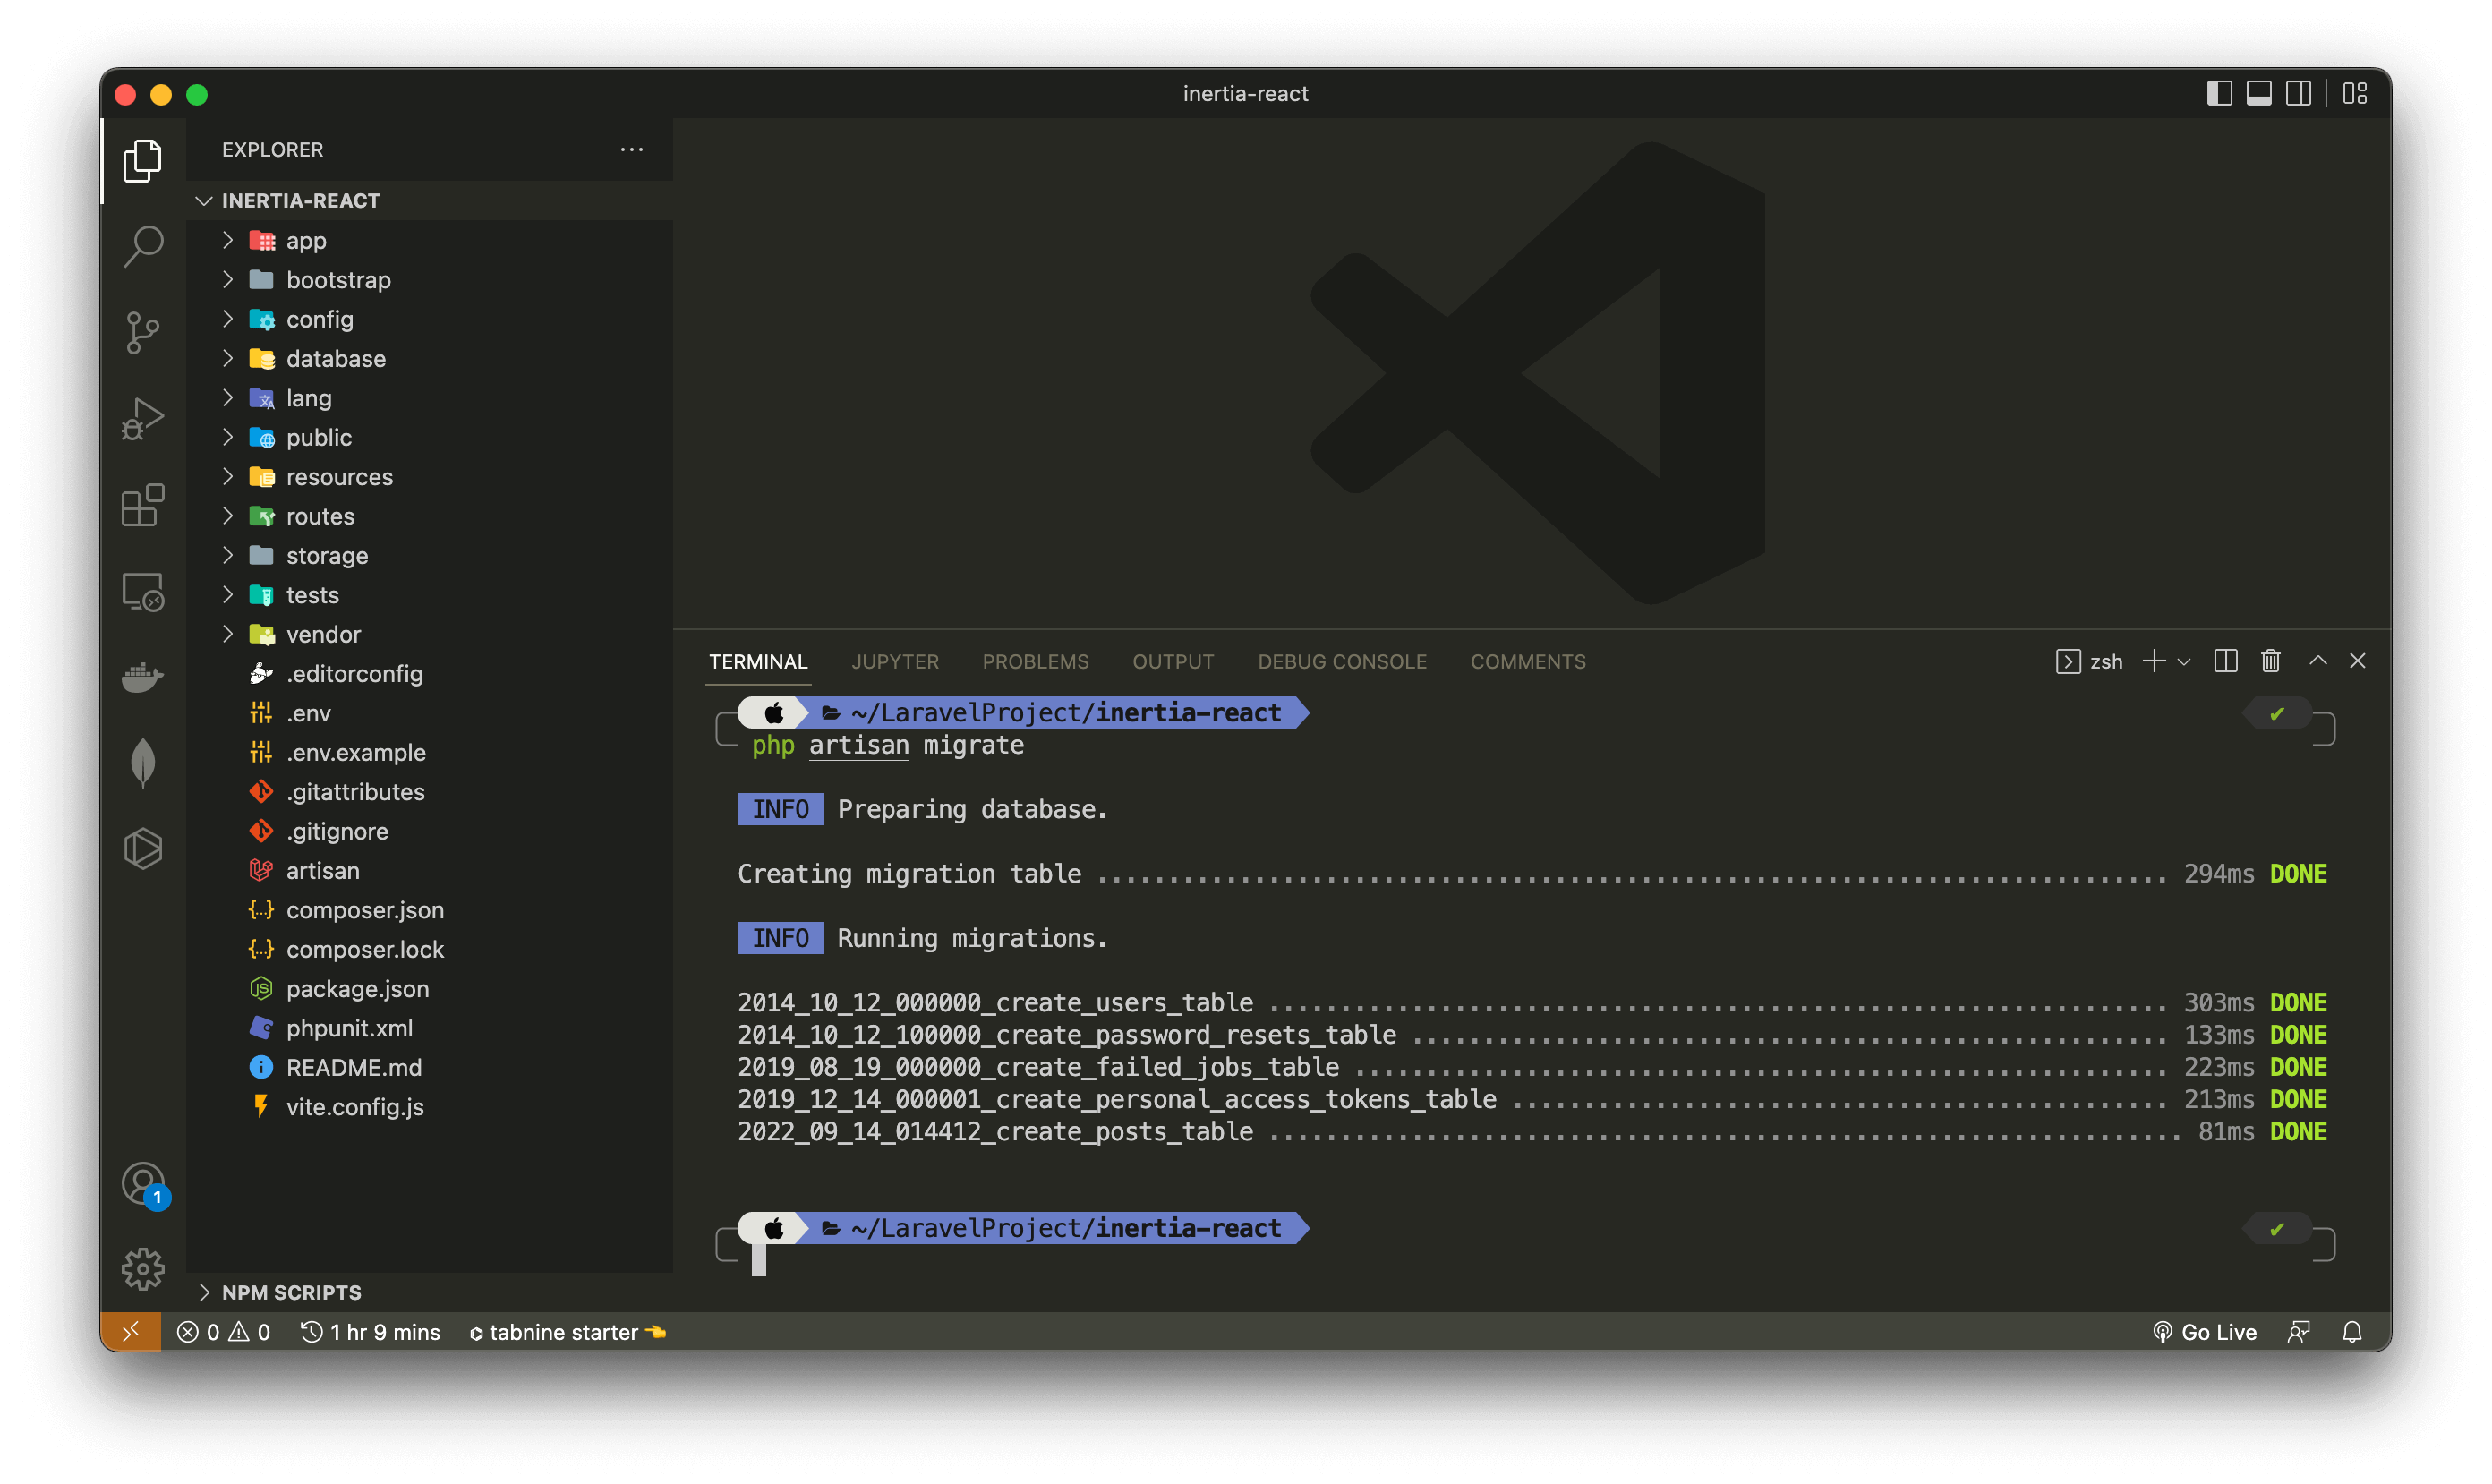 inertia-react
EXPLORER
INERTIA-REACT
app
bootstrap
config
database
lang
public
resources
routes
storage
tests
vendor
.editorconfig
.env
.env.example
.gitattributes
.gitignore
artisan
composer.json
composer.lock
package.json
phpunit.xml
README.md
vite.config.js
NPM SCRIPTS
TERMINAL JUPYTER PROBLEMS OUTPUT DEBUG CONSOLE COMMENTS zsh
~/LaravelProject/inertia-react ✔
php artisan migrate
INFO Preparing database.
Creating migration table ........................................................................... 294ms DONE
INFO Running migrations.
2014_10_12_000000_create_users_table ............................................................... 303ms DONE
2014_10_12_100000_create_password_resets_table ..................................................... 133ms DONE
2019_08_19_000000_create_failed_jobs_table ......................................................... 223ms DONE
2019_12_14_000001_create_personal_access_tokens_table .............................................. 213ms DONE
2022_09_14_014412_create_posts_table ................................................................ 81ms DONE
~/LaravelProject/inertia-react ✔
1
0 0 1 hr 9 mins tabnine starter 👈 Go Live